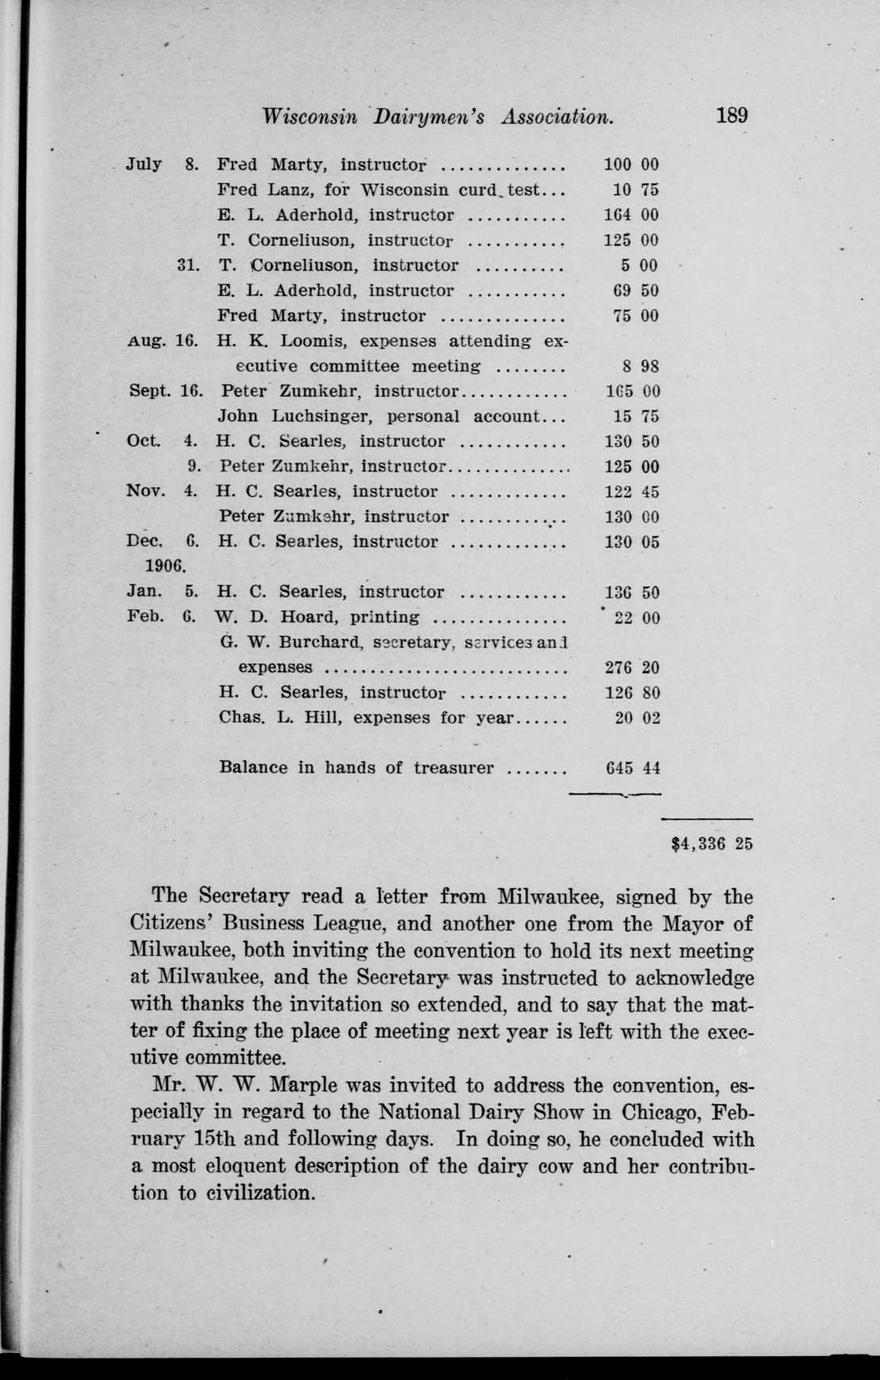 Wisconsin Dairymen's Association. 189
July 8. Fred Marty, instructor .............. 100 00
Fred Lanz, for Wisconsin curd test... 10 75
E. L. Aderhold, instructor ........... 164 00
T. Corneliuson, instructor ........... 125 00
31. T. Corneliuson, instructor .......... 5 00
E. L. Aderhold, instructor ........... 69 50
Fred Marty, instructor .............. 75 00
Aug. 16. H. K. Loomis, expenses attending ex-
ecutive committee meeting ........ 8 98
Sept. 16. Peter Zumkehr, instructor............ 165 00
John Luchsinger, personal account... 15 75
Oct. 4. H. C. Searles, instructor ............ 130 50
9. Peter Zumkehr, instructor.............. 125 00
Nov. 4. H. C. Searles, instructor ............. 122 45
Peter Zumkehr, instructor ............ 130 00
Dec. 6. H. C. Searles, instructor ............. 130 05
1906.
Jan. 5. H. C. Searles, instructor ............ 136 50
Feb. 6. W. D. Hoard, printing ............... 22 00
G. W. Burchard, secretary, services and
expenses .......................... 276 20
H. C. Searles, instructor ............ 126 80
Chas. L. Hill, expenses for year...... 20 02
Balance in hands of treasurer ....... 645 44
$4,336 25
The Secretary read a letter from Milwaukee, signed by the
Citizens' Business League, and another one from the Mayor of
Milwaukee, both inviting the convention to hold its next meeting
at Milwaukee, and the Secretary was instructed to acknowledge
with thanks the invitation so extended, and to say that the mat-
ter of fixing the place of meeting next year is left with the exec-
utive committee.
Mr. W. W. Marple was invited to address the convention, es-
pecially in regard to the National Dairy Show in Chicago, Feb-
ruary 15th and following days. In doing so, he concluded with
a most eloquent description of the dairy cow and her contribu-
tion to civilization.